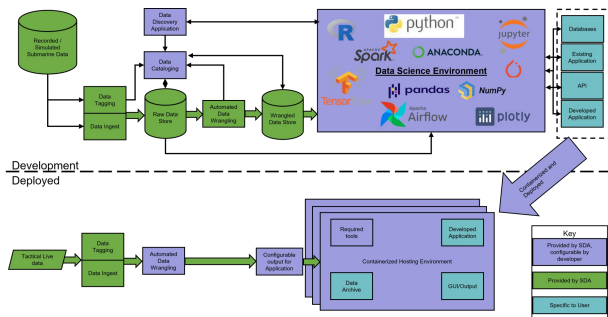 Data
Discovery
Application
Recorded /
Simulated
Submarine Data
Data
Cataloging
Data
Tagging
Data Ingest
Raw Data
Store
Automated
Data
Wrangling
Wrangled
Data Store
R
python
jupyter
APACHE
Spark
ANACONDA
Data Science Environment
TensorFlow
pandas
NumPy
Apache
Airflow
plotly
Databases
Existing
Application
API
Developed
Application
Development
Deployed
Containerized and
Deployed
Tactical Live
data
Data
Tagging
Data Ingest
Automated
Data
Wrangling
Configurable
output for
Application
Required
tools
Developed
Application
Containerized Hosting Environment
Data
Archive
GUI/Output
Key
Provided by SDA,
configurable by
developer
Provided by SDA
Specific to User